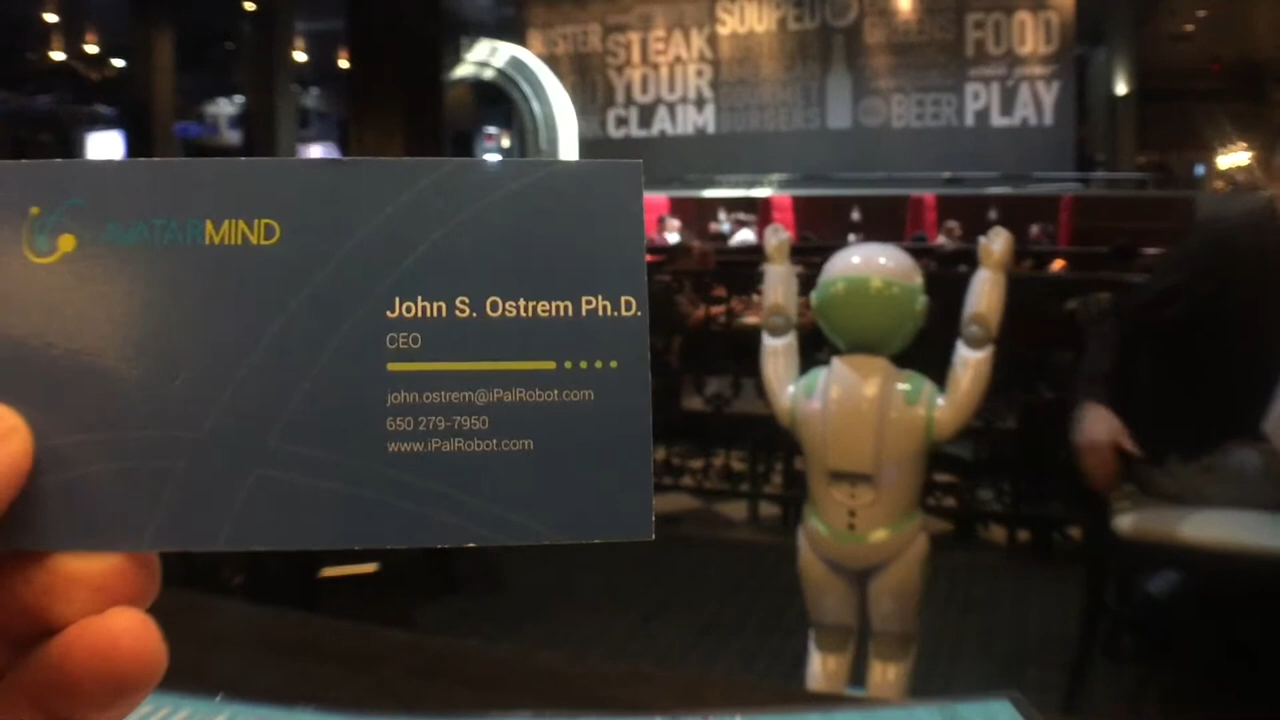 STEAK
YOUR
CLAIM
SOUPED
BURGERS
BEER
FOOD
PLAY
AVATARMIND
John S. Ostrem Ph.D.
CEO
john.ostrem@iPalRobot.com
650 279-7950
www.iPalRobot.com